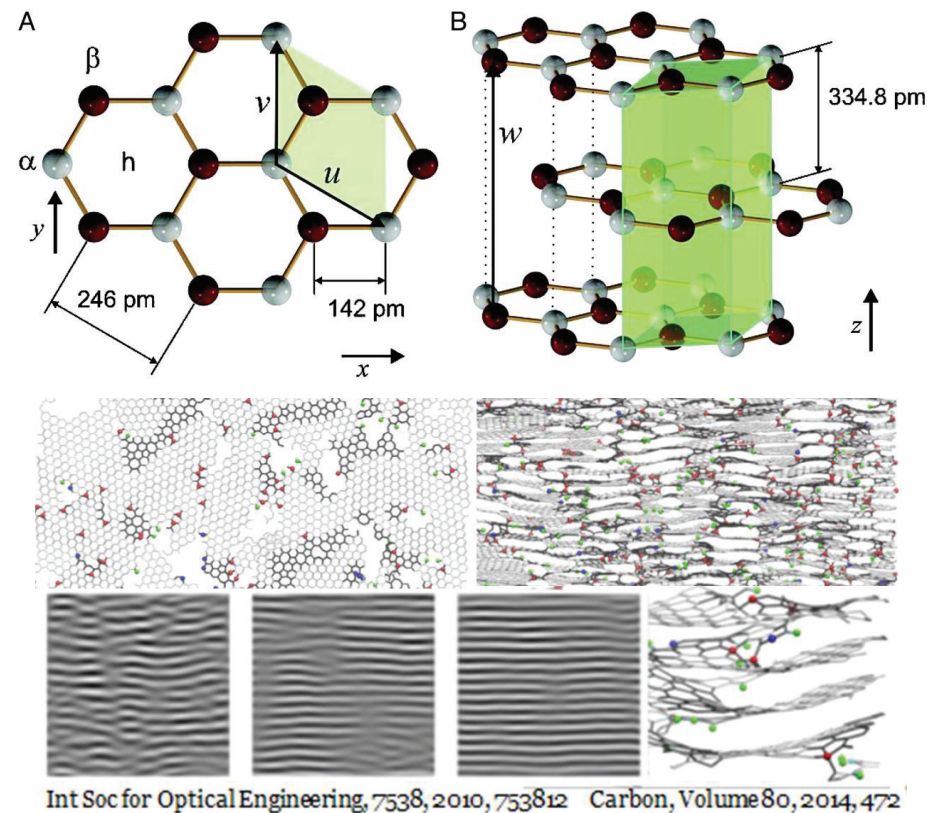 A
B
β
α
h
v
u
y
246 pm
142 pm
x
w
334.8 pm
z
Int Soc for Optical Engineering, 7538, 2010, 753812 Carbon, Volume 80, 2014, 472